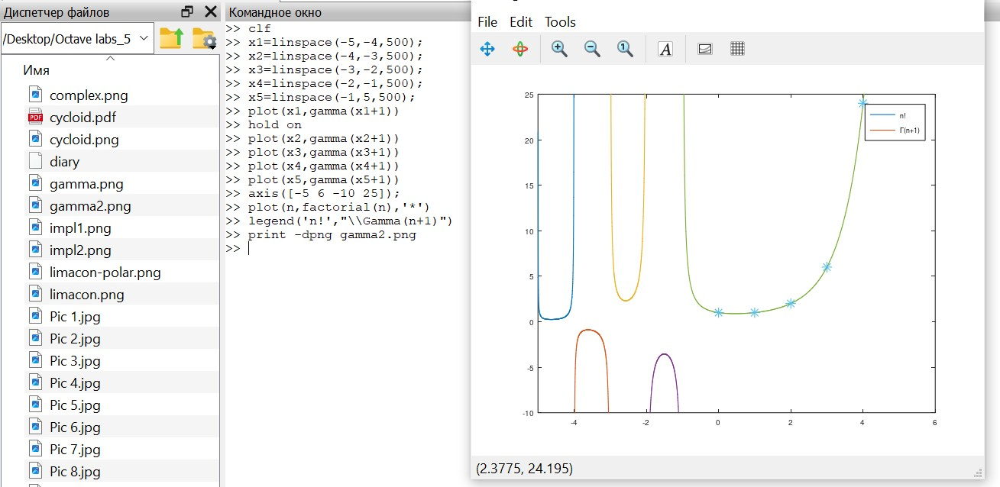 Диспетчер файлов
/Desktop/Octave labs_5
Имя
complex.png
PDF cycloid.pdf
cycloid.png
diary
gamma.png
gamma2.png
impl1.png
impl2.png
limacon-polar.png
limacon.png
Pic 1.jpg
Pic 2.jpg
Pic 3.jpg
Pic 4.jpg
Pic 5.jpg
Pic 6.jpg
Pic 7.jpg
Pic 8.jpg
Командное окно
>> clf
>> x1=linspace(-5,-4,500);
>> x2=linspace(-4,-3,500);
>> x3=linspace(-3,-2,500);
>> x4=linspace(-2,-1,500);
>> x5=linspace(-1,5,500);
>> plot(x1,gamma(x1+1))
>> hold on
>> plot(x2,gamma(x2+1))
>> plot(x3,gamma(x3+1))
>> plot(x4,gamma(x4+1))
>> plot(x5,gamma(x5+1))
>> axis([-5 6 -10 25]);
>> plot(n,factorial(n),'*')
>> legend('n!',"\\Gamma(n+1)")
>> print -dpng gamma2.png
>>
File Edit Tools
1 A
25
20
15
10
5
0
-5
-10
-4 -2 0 2 4 6
n!
Γ(n+1)
(2.3775, 24.195)